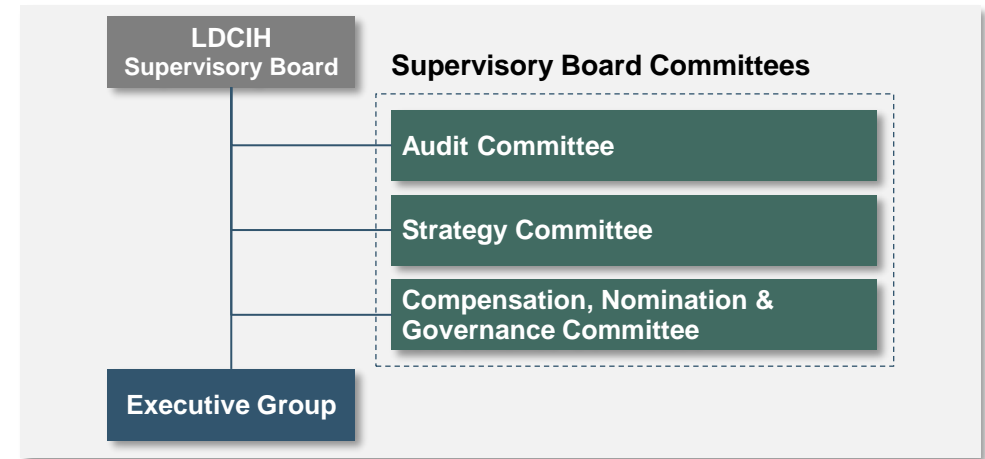 LDCIH
Supervisory Board
Supervisory Board Committees
Audit Committee
Strategy Committee
Compensation, Nomination &
Governance Committee
Executive Group